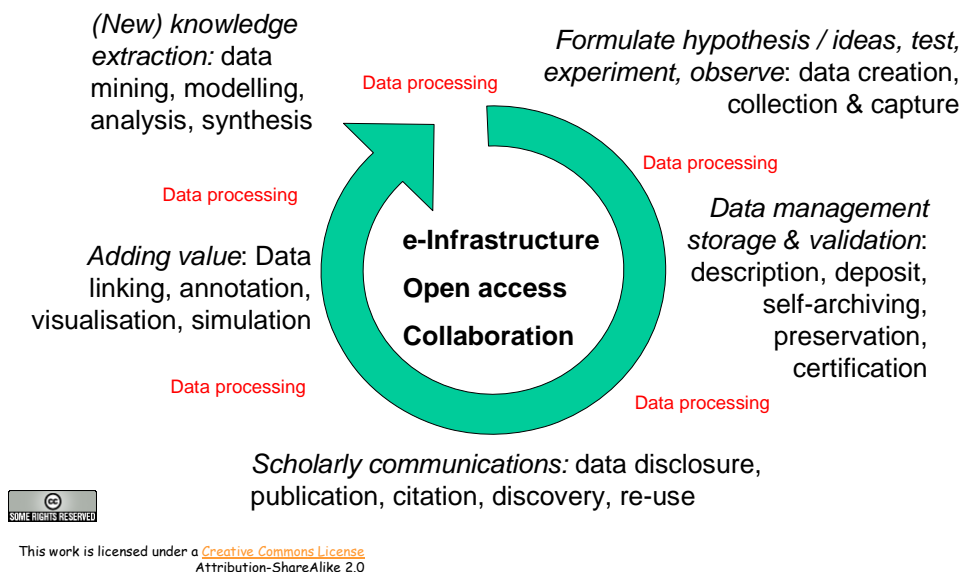 (New) knowledge
extraction: data
mining, modelling,
analysis, synthesis
Data processing
Formulate hypothesis / ideas, test,
experiment, observe: data creation,
collection & capture
Data processing
Data management
storage & validation:
description, deposit,
self-archiving,
preservation,
certification
Data processing
e-Infrastructure
Open access
Collaboration
Data processing
Adding value: Data
linking, annotation,
visualisation, simulation
Data processing
Scholarly communications: data disclosure,
publication, citation, discovery, re-use
cc
SOME RIGHTS RESERVED
This work is licensed under a Creative Commons License
Attribution-ShareAlike 2.0